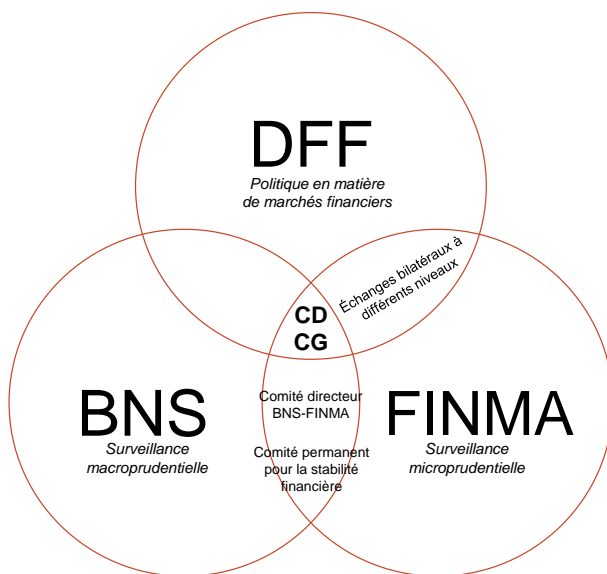 DFF
Politique en matière
de marchés financiers
Échanges bilatéraux à
différents niveaux
CD
CG
BNS
Surveillance
macroprudentielle
Comité directeur
BNS-FINMA
Comité permanent
pour la stabilité
financière
FINMA
Surveillance
microprudentielle